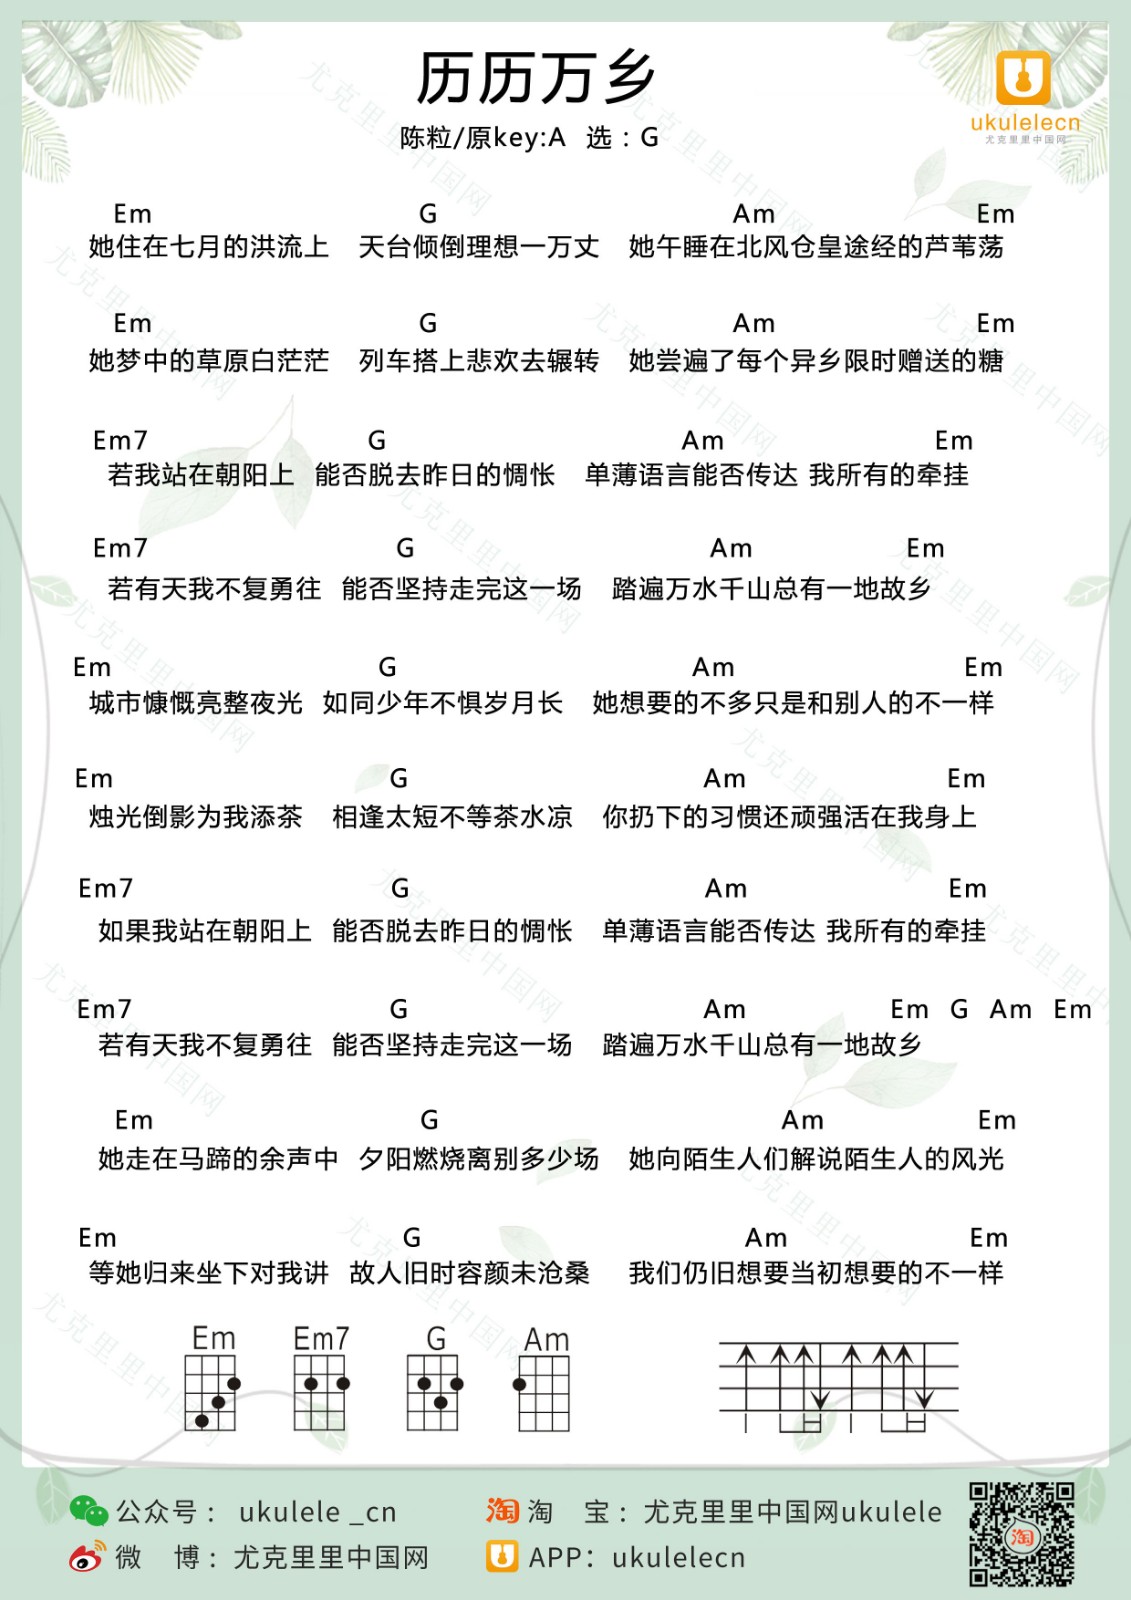 历历万乡
陈粒/原key:A 选：G
ukulelecn
尤克里里中国网
Em G Am Em
她住在七月的洪流上 天台倾倒理想一万丈 她午睡在北风仓皇途经的芦苇荡
Em G Am Em
她梦中的草原白茫茫 列车搭上悲欢去辗转 她尝遍了每个异乡限时赠送的糖
Em7 G Am Em
若我站在朝阳上 能否脱去昨日的惆怅 单薄语言能否传达 我所有的牵挂
Em7 G Am Em
若有天我不复勇往 能否坚持走完这一场 踏遍万水千山总有一地故乡
Em G Am Em
城市慷慨亮整夜光 如同少年不惧岁月长 她想要的不多只是和别人的不一样
Em G Am Em
烛光倒影为我添茶 相逢太短不等茶水凉 你扔下的习惯还顽强活在我身上
Em7 G Am Em
如果我站在朝阳上 能否脱去昨日的惆怅 单薄语言能否传达 我所有的牵挂
Em7 G Am Em G Am Em
若有天我不复勇往 能否坚持走完这一场 踏遍万水千山总有一地故乡
Em G Am Em
她走在马蹄的余声中 夕阳燃烧离别多少场 她向陌生人们解说陌生人的风光
Em G Am Em
等她归来坐下对我讲 故人旧时容颜未沧桑 我们仍旧想要当初想要的不一样
Em Em7 G Am
公众号： ukulele _cn
淘 淘 宝：尤克里里中国网ukulele
微 博：尤克里里中国网
APP：ukulelecn
淘